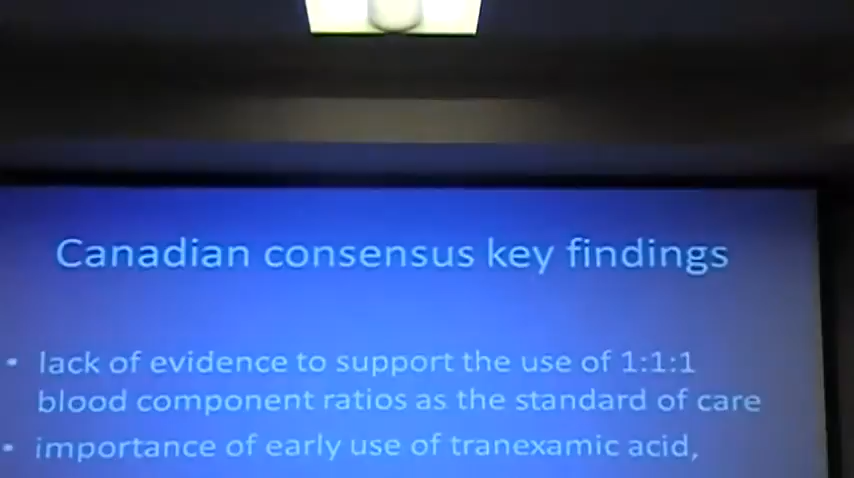 Canadian consensus key findings
• lack of evidence to support the use of 1:1:1
blood component ratios as the standard of care
• importance of early use of tranexamic acid,